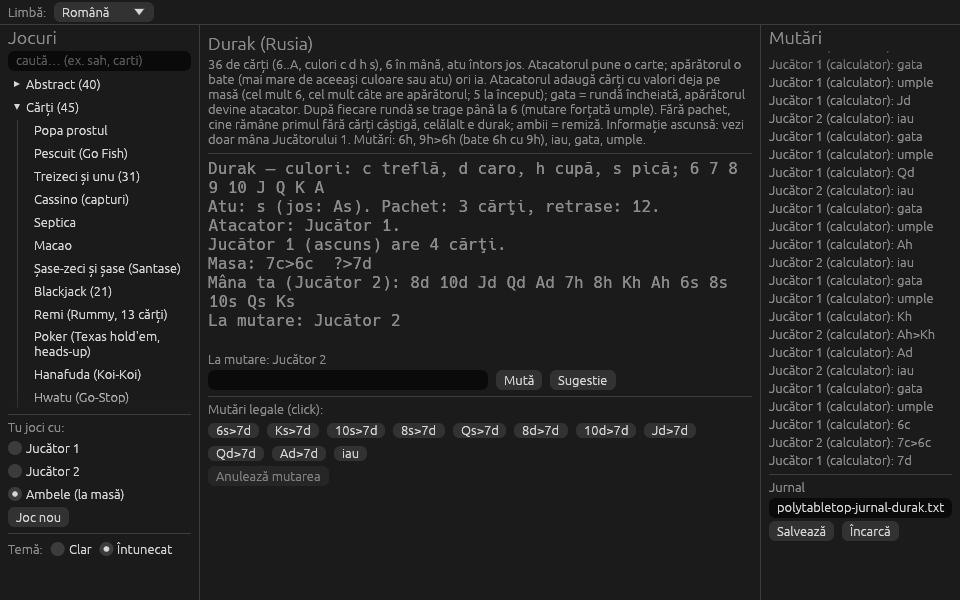 Limbă: Română
Jocuri
caută… (ex. sah, carti)
Abstract (40)
Cărți (45)
Popa prostul
Pescuit (Go Fish)
Treizeci și unu (31)
Cassino (capturi)
Septica
Macao
Șase-zeci și șase (Santase)
Blackjack (21)
Remi (Rummy, 13 cărți)
Poker (Texas hold'em,
heads-up)
Hanafuda (Koi-Koi)
Hwatu (Go-Stop)
Tu joci cu:
Jucător 1
Jucător 2
Ambele (la masă)
Joc nou
Temă: Clar Întunecat
Durak (Rusia)
36 de cărți (6..A, culori c d h s), 6 în mână, atu întors jos. Atacatorul pune o carte; apărătorul o
bate (mai mare de aceeași culoare sau atu) ori ia. Atacatorul adaugă cărți cu valori deja pe
masă (cel mult 6, cel mult câte are apărătorul; 5 la început); gata = rundă încheiată, apărătorul
devine atacator. După fiecare rundă se trage până la 6 (mutare forțată umple). Fără pachet,
cine rămâne primul fără cărți câștigă, celălalt e durak; ambii = remiză. Informație ascunsă: vezi
doar mâna Jucătorului 1. Mutări: 6h, 9h>6h (bate 6h cu 9h), iau, gata, umple.
Durak — culori: c treflă, d caro, h cupă, s pică; 6 7 8
9 10 J Q K A
Atu: s (jos: As). Pachet: 3 cărţi, retrase: 12.
Atacator: Jucător 1.
Jucător 1 (ascuns) are 4 cărţi.
Masa: 7c>6c ?>7d
Mâna ta (Jucător 2): 8d 10d Jd Qd Ad 7h 8h Kh Ah 6s 8s
10s Qs Ks
La mutare: Jucător 2
La mutare: Jucător 2
Mută Sugestie
Mutări legale (click):
6s>7d Ks>7d 10s>7d 8s>7d Qs>7d 8d>7d 10d>7d Jd>7d
Qd>7d Ad>7d iau
Anulează mutarea
Mutări
Jucător 1 (calculator): gata
Jucător 1 (calculator): umple
Jucător 1 (calculator): Jd
Jucător 2 (calculator): iau
Jucător 1 (calculator): gata
Jucător 1 (calculator): umple
Jucător 1 (calculator): Qd
Jucător 2 (calculator): iau
Jucător 1 (calculator): gata
Jucător 1 (calculator): umple
Jucător 1 (calculator): Ah
Jucător 2 (calculator): iau
Jucător 1 (calculator): gata
Jucător 1 (calculator): umple
Jucător 1 (calculator): Kh
Jucător 2 (calculator): Ah>Kh
Jucător 1 (calculator): Ad
Jucător 2 (calculator): iau
Jucător 1 (calculator): gata
Jucător 1 (calculator): umple
Jucător 1 (calculator): 6c
Jucător 2 (calculator): 7c>6c
Jucător 1 (calculator): 7d
Jurnal
polytabletop-jurnal-durak.txt
Salvează Încarcă